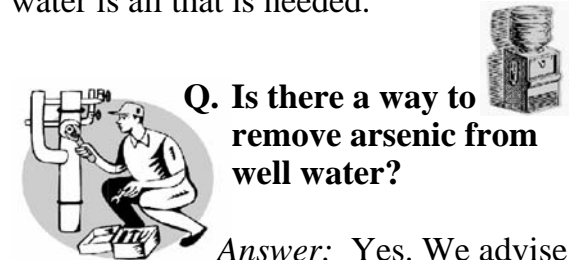 water is all that is needed.
Q. Is there a way to
remove arsenic from
well water?
Answer: Yes. We advise